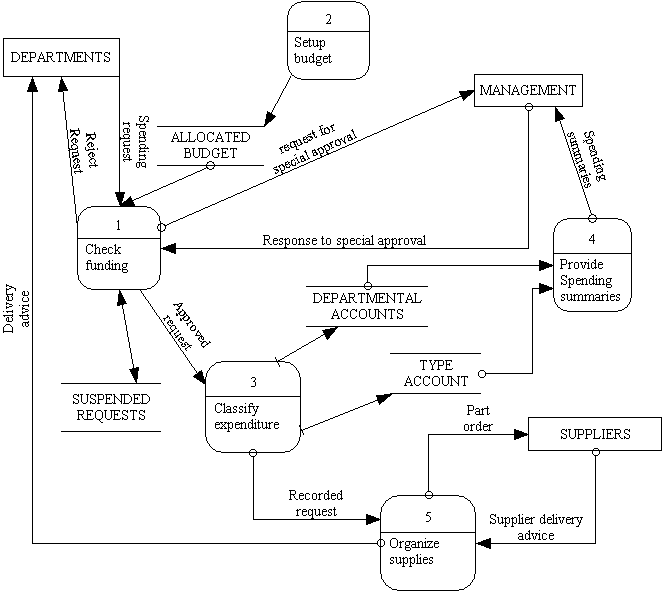 2
Setup
budget
DEPARTMENTS
MANAGEMENT
Spending
request
Reject
Request
ALLOCATED
BUDGET
request for
special approval
Spending
summaries
1
Check
funding
Response to special approval
4
Provide
Spending
summaries
Delivery
advice
Approved
request
DEPARTMENTAL
ACCOUNTS
TYPE
ACCOUNT
3
Classify
expenditure
SUSPENDED
REQUESTS
Part
order
SUPPLIERS
Recorded
request
5
Organize
supplies
Supplier delivery
advice